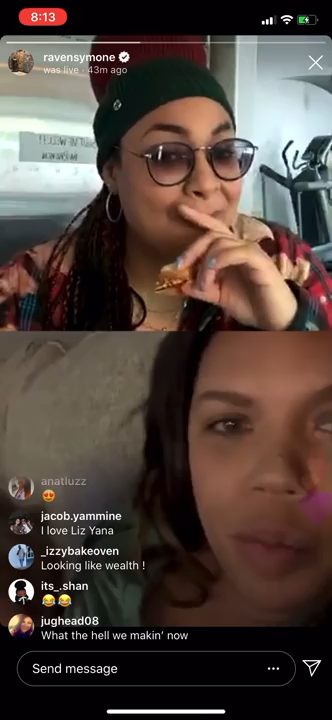 8:13
ravensymone
was live · 43m ago
anatluzz
😍
jacob.yammine
I love Liz Yana
_izzybakeoven
Looking like wealth !
its_.shan
😂😂
jughead08
What the hell we makin' now
Send message